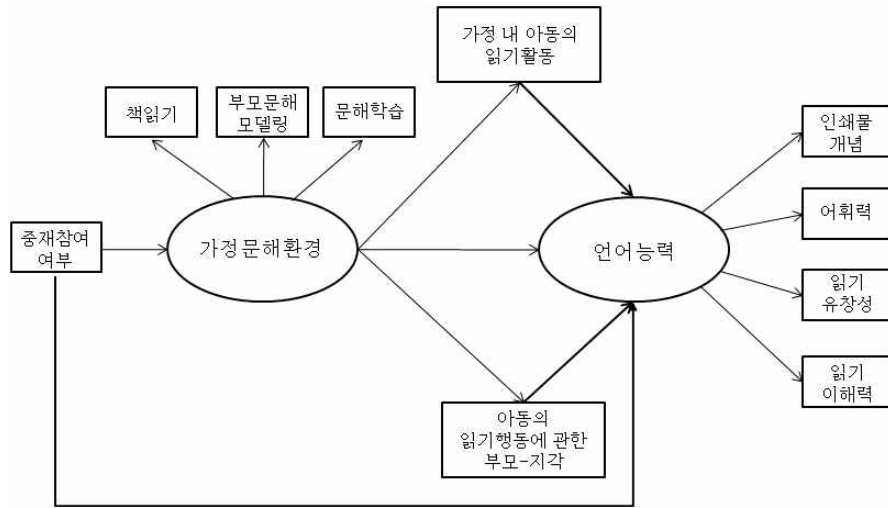 가정 내 아동의
읽기활동
책읽기
부모문해
모델링
문해학습
인쇄물
개념
어휘력
중재참여
여부
가정문해환경
언어능력
읽기
유창성
읽기
이해력
아동의
읽기행동에 관한
부모-지각